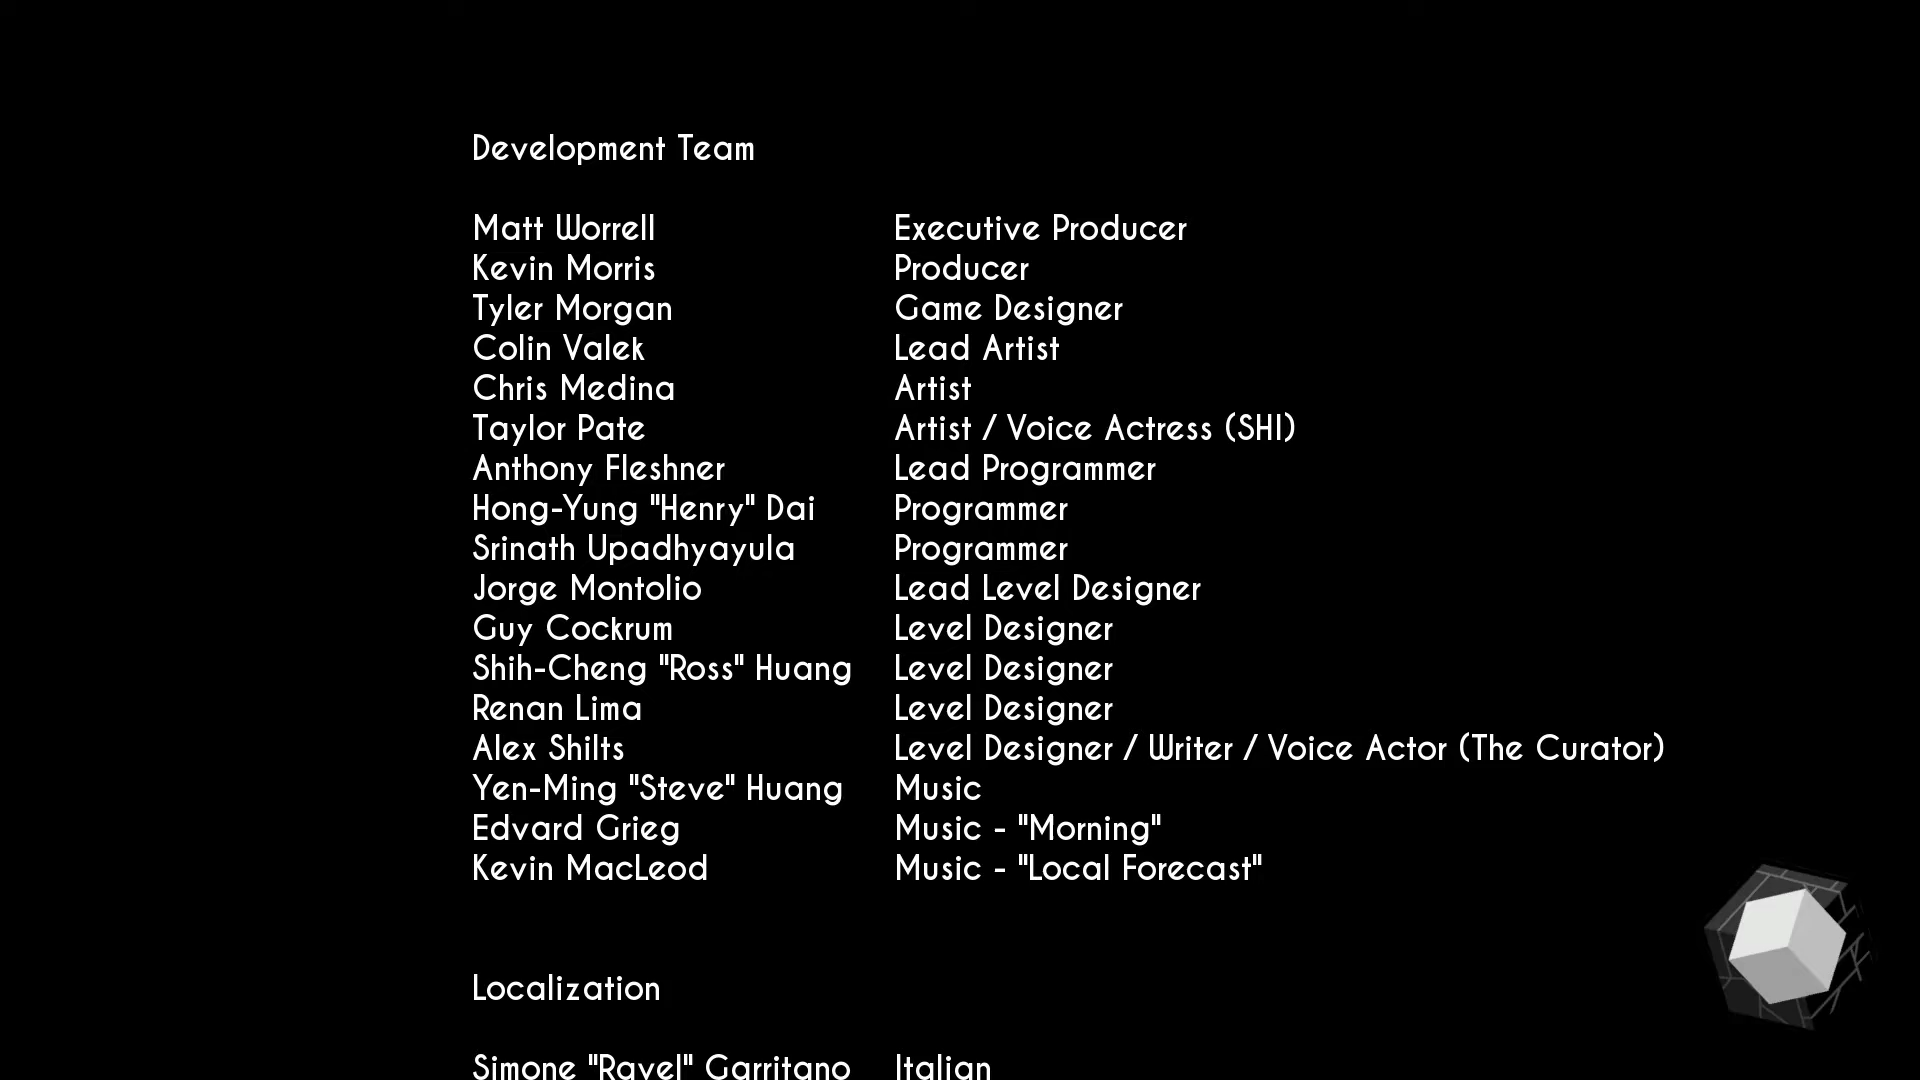 Development Team
Matt Worrell Executive Producer
Kevin Morris Producer
Tyler Morgan Game Designer
Colin Valek Lead Artist
Chris Medina Artist
Taylor Pate Artist / Voice Actress (SHI)
Anthony Fleshner Lead Programmer
Hong-Yung "Henry" Dai Programmer
Srinath Upadhyayula Programmer
Jorge Montolio Lead Level Designer
Guy Cockrum Level Designer
Shih-Cheng "Ross" Huang Level Designer
Renan Lima Level Designer
Alex Shilts Level Designer / Writer / Voice Actor (The Curator)
Yen-Ming "Steve" Huang Music
Edvard Grieg Music - "Morning"
Kevin MacLeod Music - "Local Forecast"
Localization
Simone "Ravel" Garritano Italian